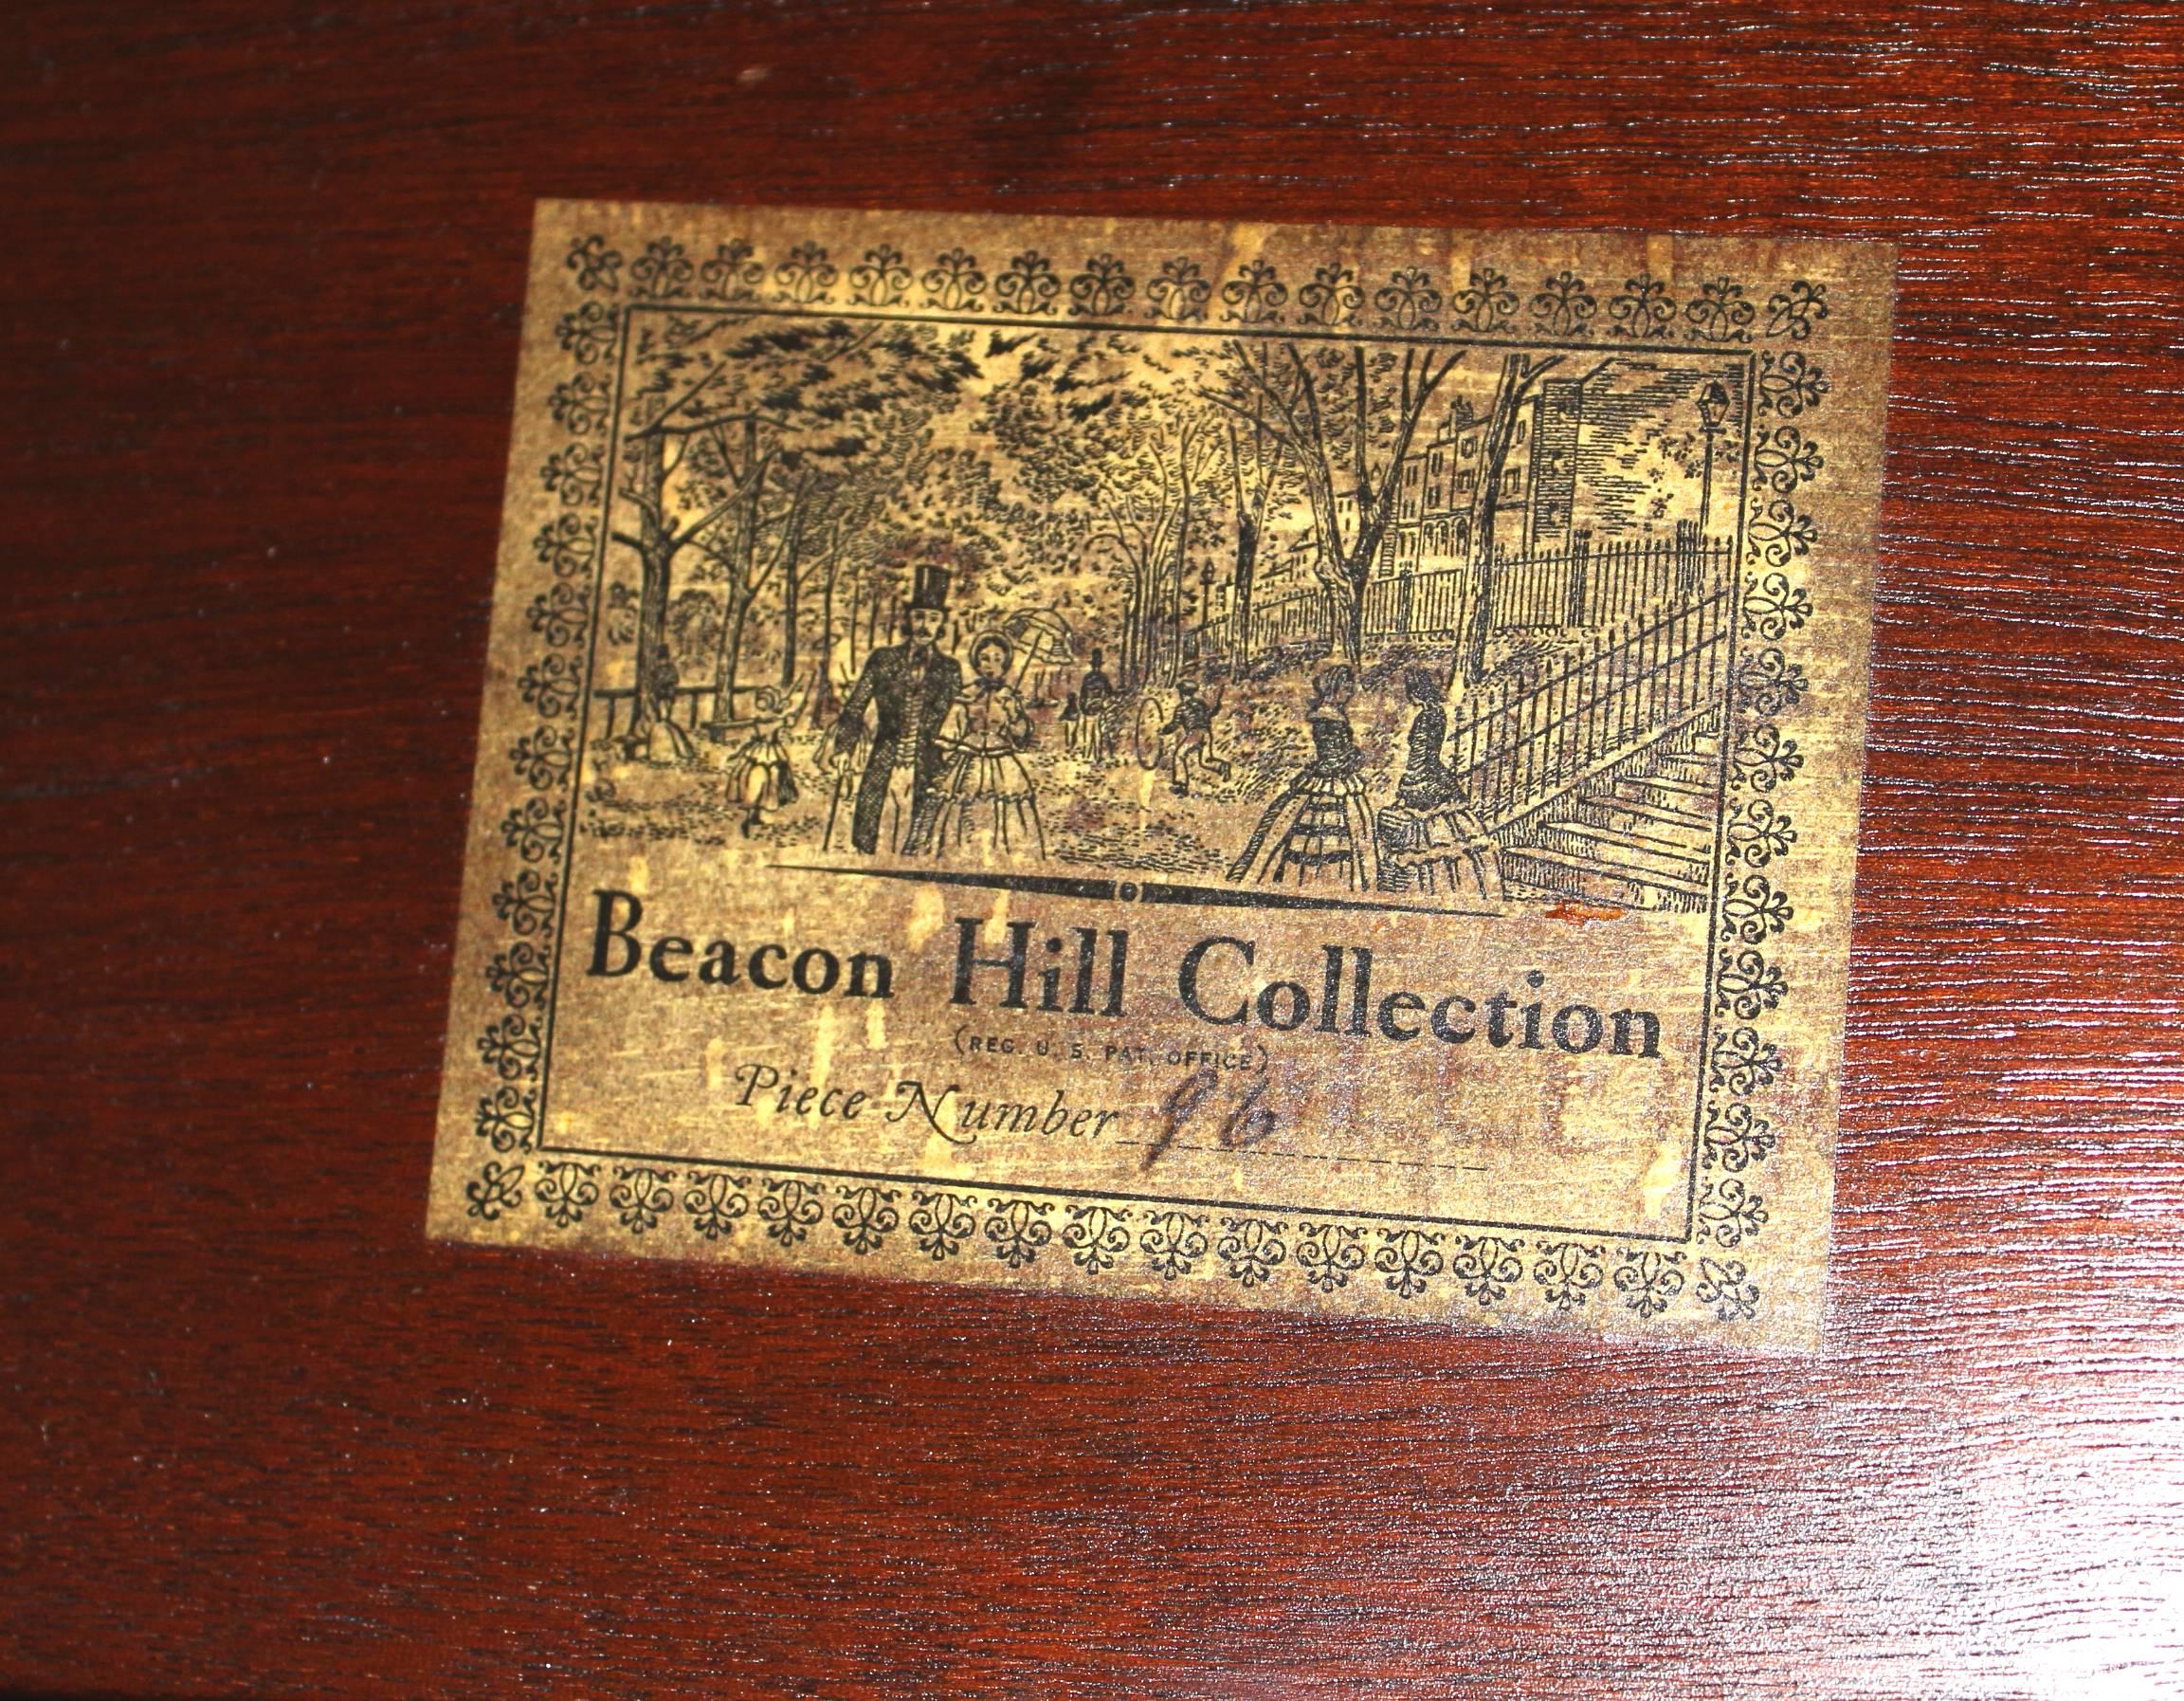 Beacon Hill Collection
(REG. U. S. PAT. OFFICE)
Piece Number 96